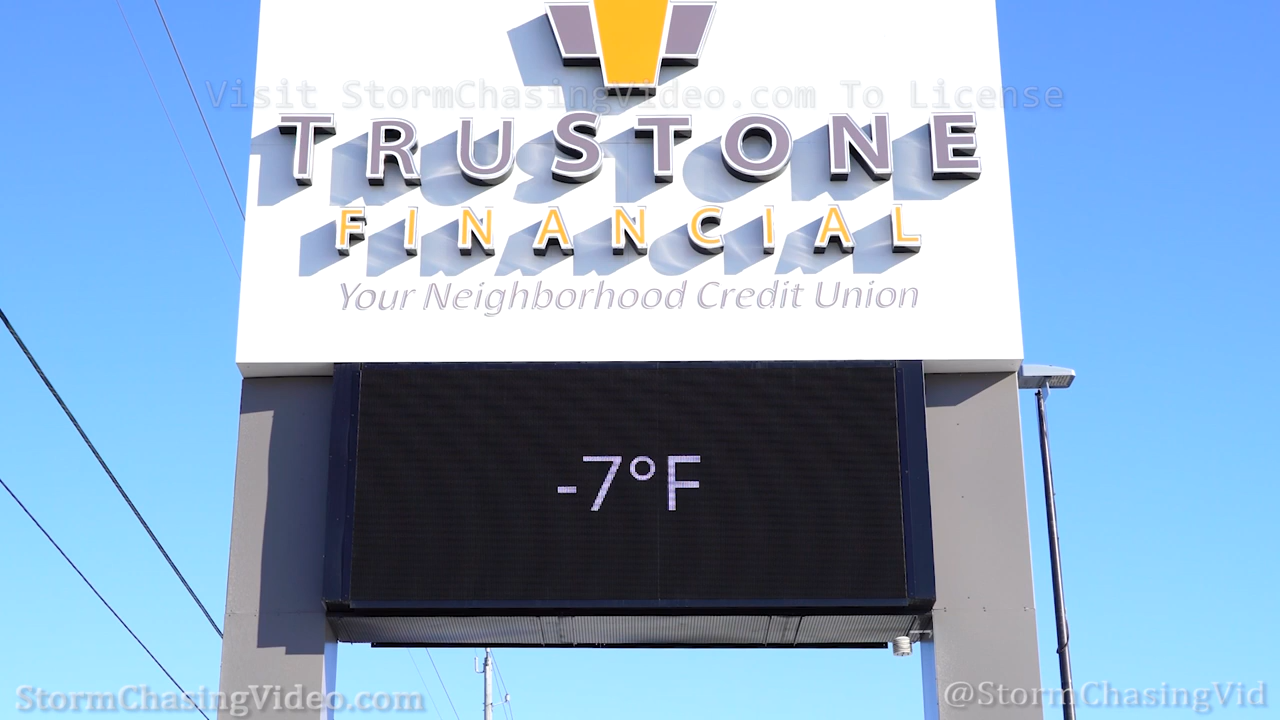 Visit StormChasingVideo.com To License
TRUSTONE
FINANCIAL
Your Neighborhood Credit Union
-7°F
StormChasingVideo.com
@StormChasingVid